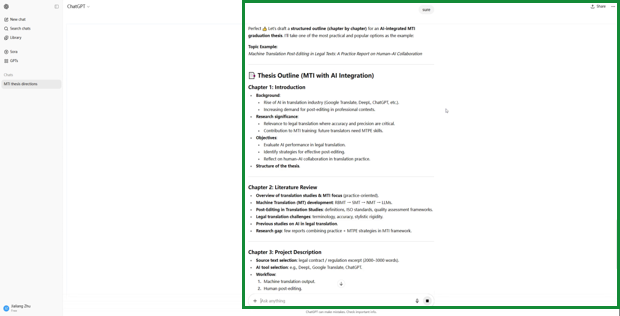 ChatGPT
Share
New chat
Search chats
Library
Sora
GPTs
Chats
MTI thesis directions
sure
Perfect 👍 Let's draft a structured outline (chapter by chapter) for an AI-integrated MTI
graduation thesis. I'll take one of the most practical and popular options as the example:
Topic Example:
Machine Translation Post-Editing in Legal Texts: A Practice Report on Human-AI Collaboration
Thesis Outline (MTI with AI Integration)
Chapter 1: Introduction
Background
Rise of AI in translation industry (Google Translate, DeepL, ChatGPT, etc.).
Increasing demand for post-editing in professional contexts.
Research significance
Relevance to legal translation where accuracy and precision are critical.
Contribution to MTI training: future translators need MTPE skills.
Objectives
Evaluate AI performance in legal translation.
Identify strategies for effective post-editing.
Reflect on human–AI collaboration in translation practice.
Structure of the thesis.
Chapter 2: Literature Review
Overview of translation studies & MTI focus (practice-oriented).
Machine Translation (MT) development: RBMT → SMT → NMT → LLMs.
Post-Editing in Translation Studies: definitions, ISO standards, quality assessment frameworks.
Legal translation challenges: terminology, accuracy, stylistic rigidity.
Previous studies on AI in legal translation.
Research gap: few reports combining practice + MTPE strategies in MTI framework.
Chapter 3: Project Description
Source text selection: legal contract / regulation excerpt (2000–3000 words).
AI tool selection: e.g., DeepL, Google Translate, ChatGPT.
Workflow:
1. Machine translation output.
2. Human post-editing.
Ask anything
Jialiang Zhu
ChatGPT can make mistakes. Check important info.